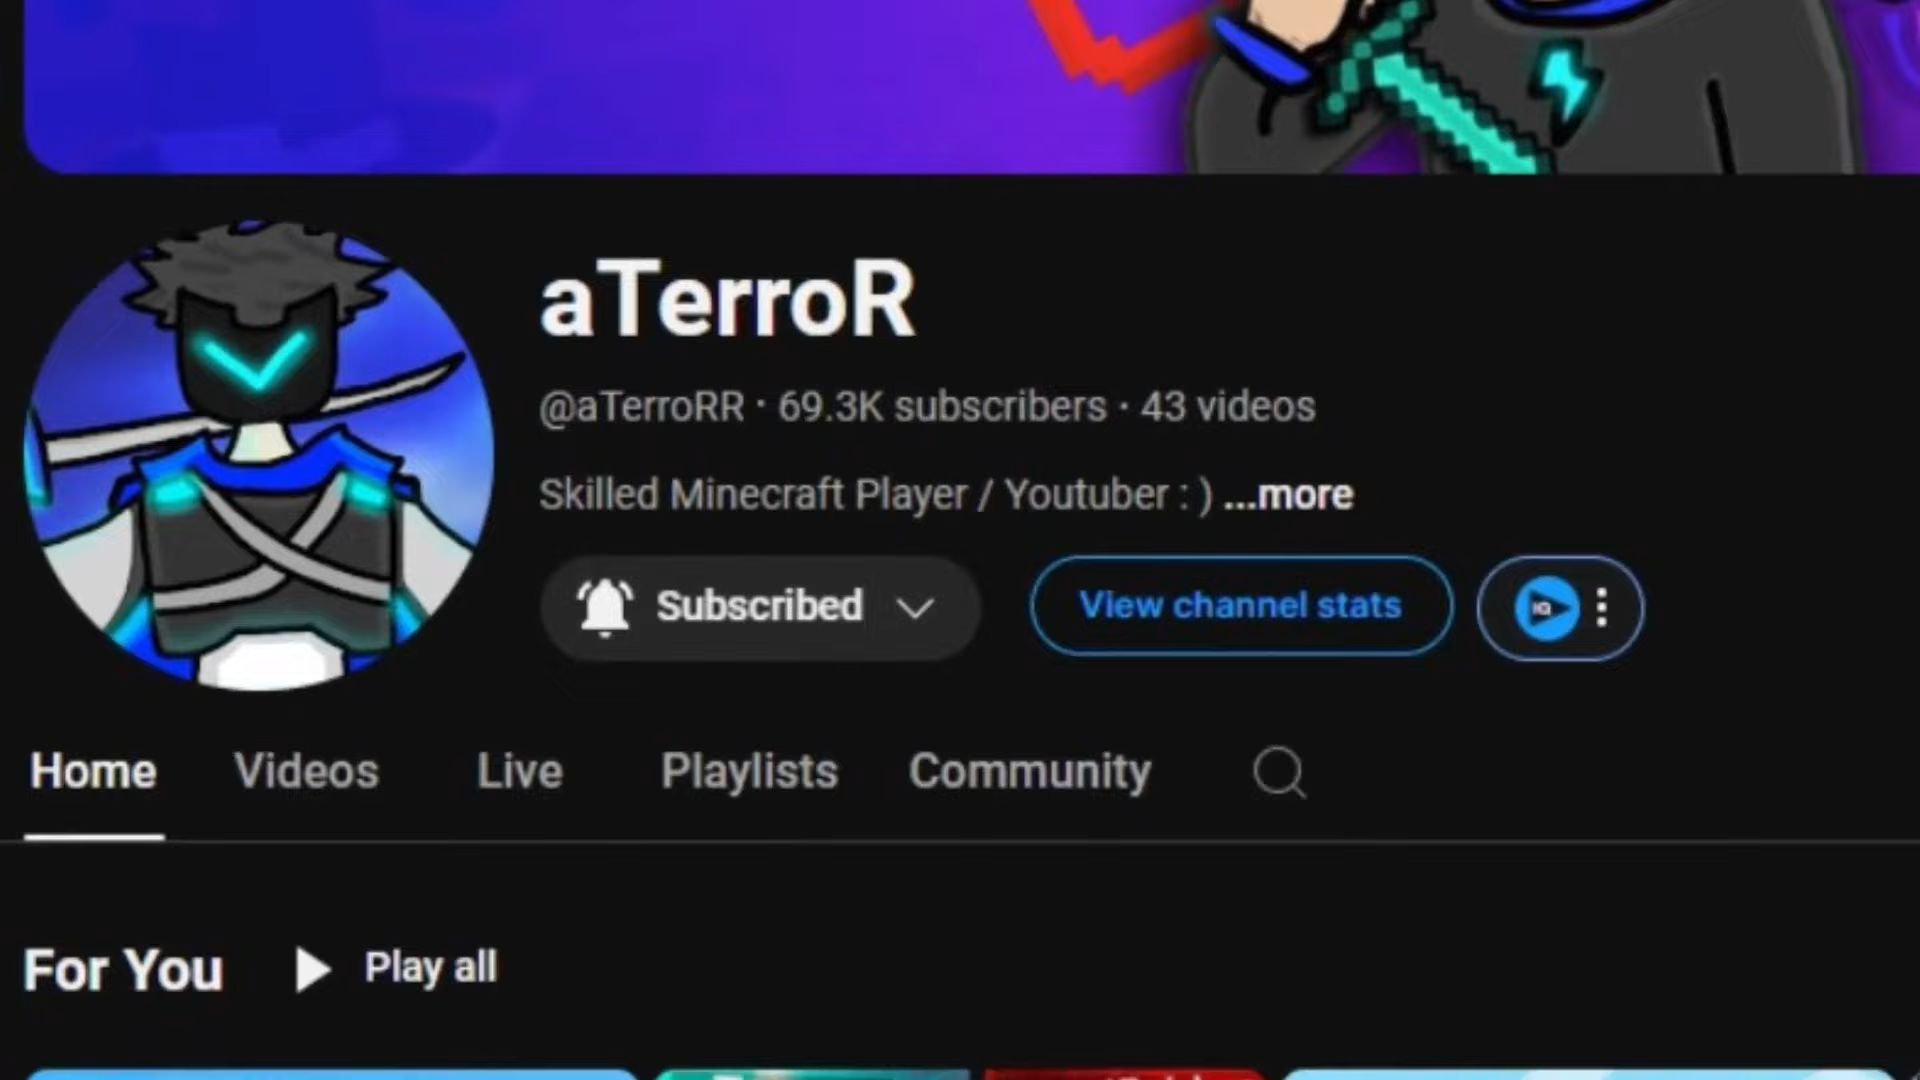 aTerroR
@aTerroRR · 69.3K subscribers · 43 videos
Skilled Minecraft Player / Youtuber : ) ...more
Subscribed
View channel stats
IQ
Home Videos Live Playlists Community
For You Play all